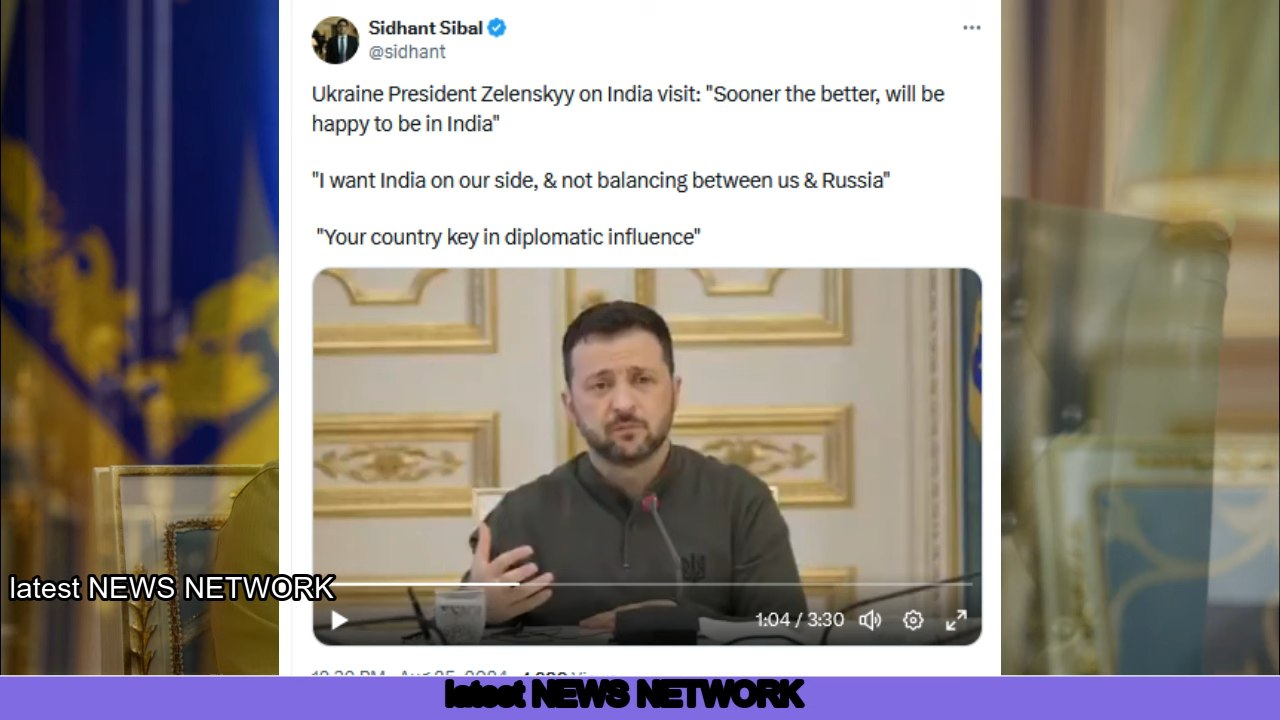 Sidhant Sibal
@sidhant
Ukraine President Zelenskyy on India visit: "Sooner the better, will be
happy to be in India"
"I want India on our side, & not balancing between us & Russia"
"Your country key in diplomatic influence"
latest NEWS NETWORK
1:04 / 3:30
latest NEWS NETWORK